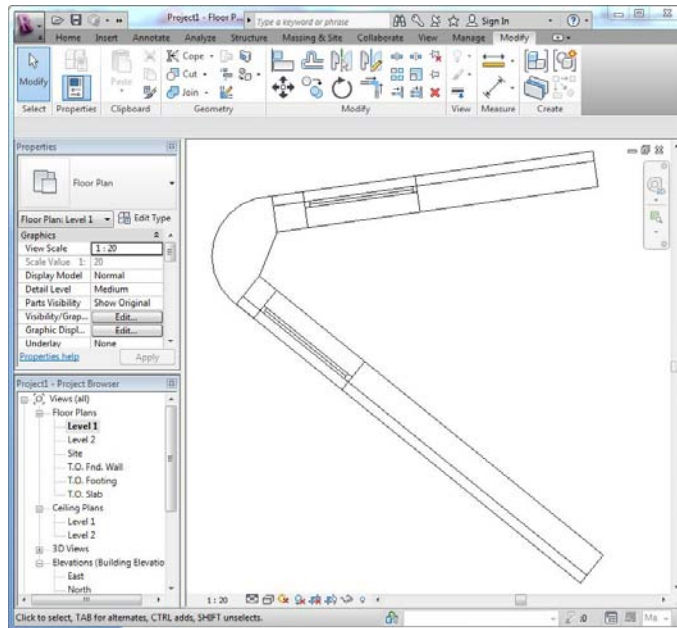 Project1 - Floor P... Type a keyword or phrase Sign In
Home Insert Annotate Analyze Structure Massing & Site Collaborate View Manage Modify
Modify Paste Cope Cut Join
Select Properties Clipboard Geometry Modify View Measure Create
Properties
Floor Plan
Floor Plan: Level 1 Edit Type
Graphics
View Scale 1 : 20
Scale Value 1: 20
Display Model Normal
Detail Level Medium
Parts Visibility Show Original
Visibility/Grap... Edit...
Graphic Displ... Edit...
Underlay None
Properties help Apply
Project1 - Project Browser
Views (all)
Floor Plans
Level 1
Level 2
Site
T.O. Fnd. Wall
T.O. Footing
T.O. Slab
Ceiling Plans
Level 1
Level 2
3D Views
Elevations (Building Elevatio
East
North
1 : 20
Click to select, TAB for alternates, CTRL adds, SHIFT unselects. :0 Ma